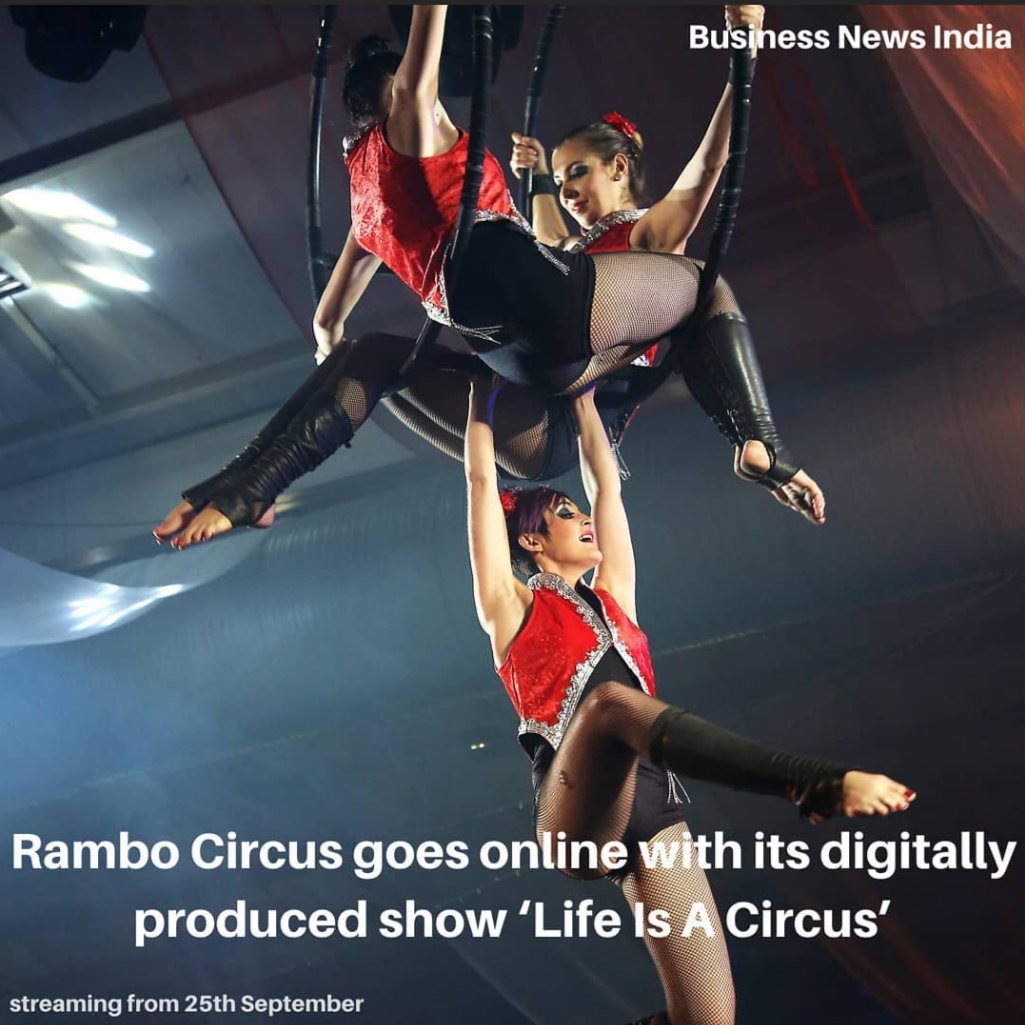 Business News India
Rambo Circus goes online with its digitally
produced show ‘Life Is A Circus’
streaming from 25th September